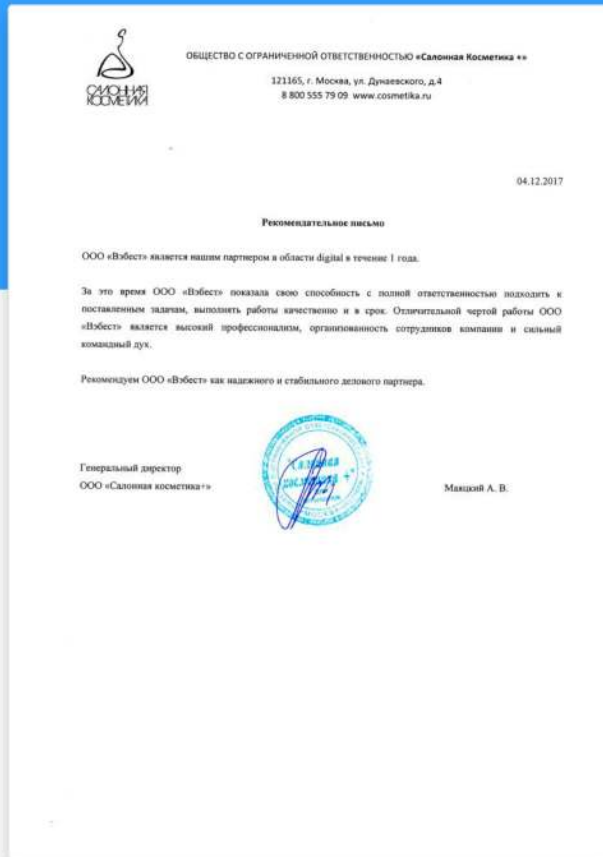 САЛОННАЯ
КОСМЕТИКА
ОБЩЕСТВО С ОГРАНИЧЕННОЙ ОТВЕТСТВЕННОСТЬЮ «Салонная Косметика +»
121165, г. Москва, ул. Дунаевского, д.4
8 800 555 79 09 www.cosmetika.ru
04.12.2017
Рекомендательное письмо
ООО «Вэбест» является нашим партнером в области digital в течение 1 года.
За это время ООО «Вэбест» показала свою способность с полной ответственностью подходить к
поставленным задачам, выполнять работы качественно и в срок. Отличительной чертой работы ООО
«Вэбест» является высокий профессионализм, организованность сотрудников компании и сильный
командный дух.
Рекомендуем ООО «Вэбест» как надежного и стабильного делового партнера.
Генеральный директор
ООО «Салонная косметика+»
Маяцкий А. В.